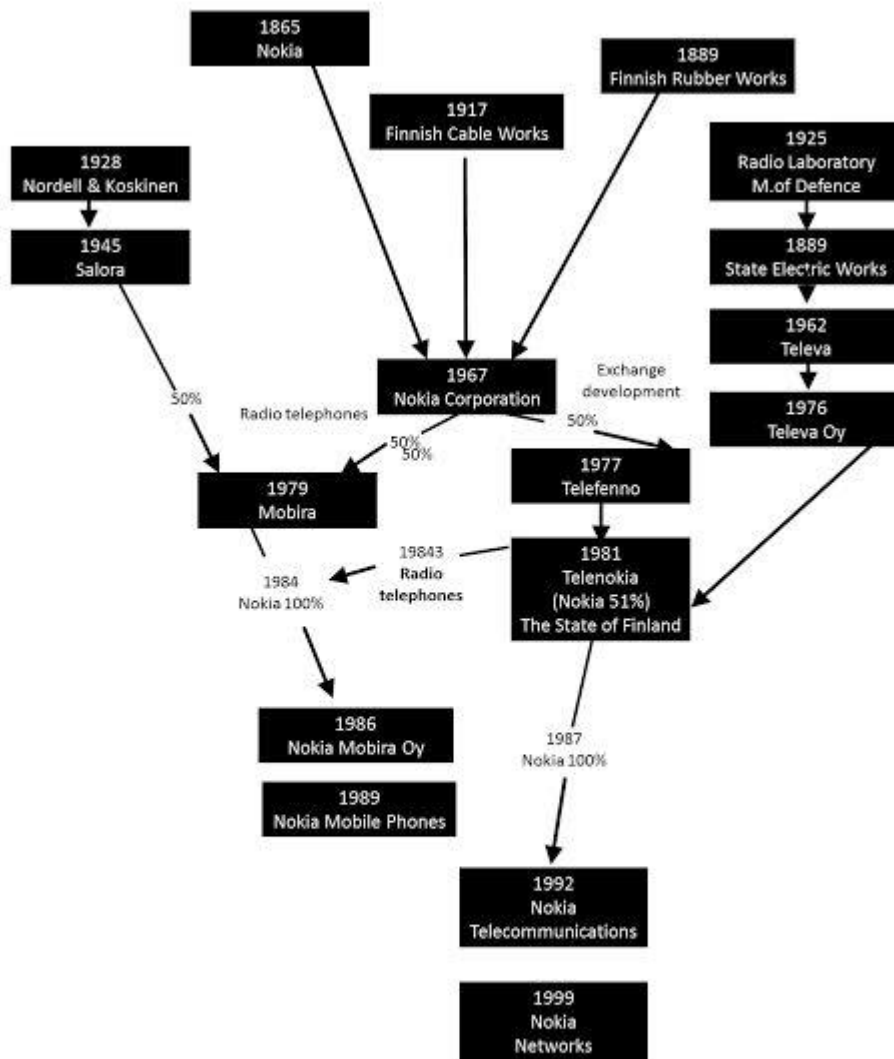 1865
Nokia
1889
Finnish Rubber Works
1917
Finnish Cable Works
1928
Nordell & Koskinen
1925
Radio Laboratory
M.of Defence
1945
Salora
1889
State Electric Works
1962
Televa
1967
Nokia Corporation
Exchange
development
50%
Radio telephones
50%
50%
50%
1976
Televa Oy
1979
Mobira
1977
Telefenno
1984
Nokia 100%
19843
Radio
telephones
1981
Telenokia
(Nokia 51%)
The State of Finland
1986
Nokia Mobira Oy
1987
Nokia 100%
1989
Nokia Mobile Phones
1992
Nokia
Telecommunications
1999
Nokia
Networks